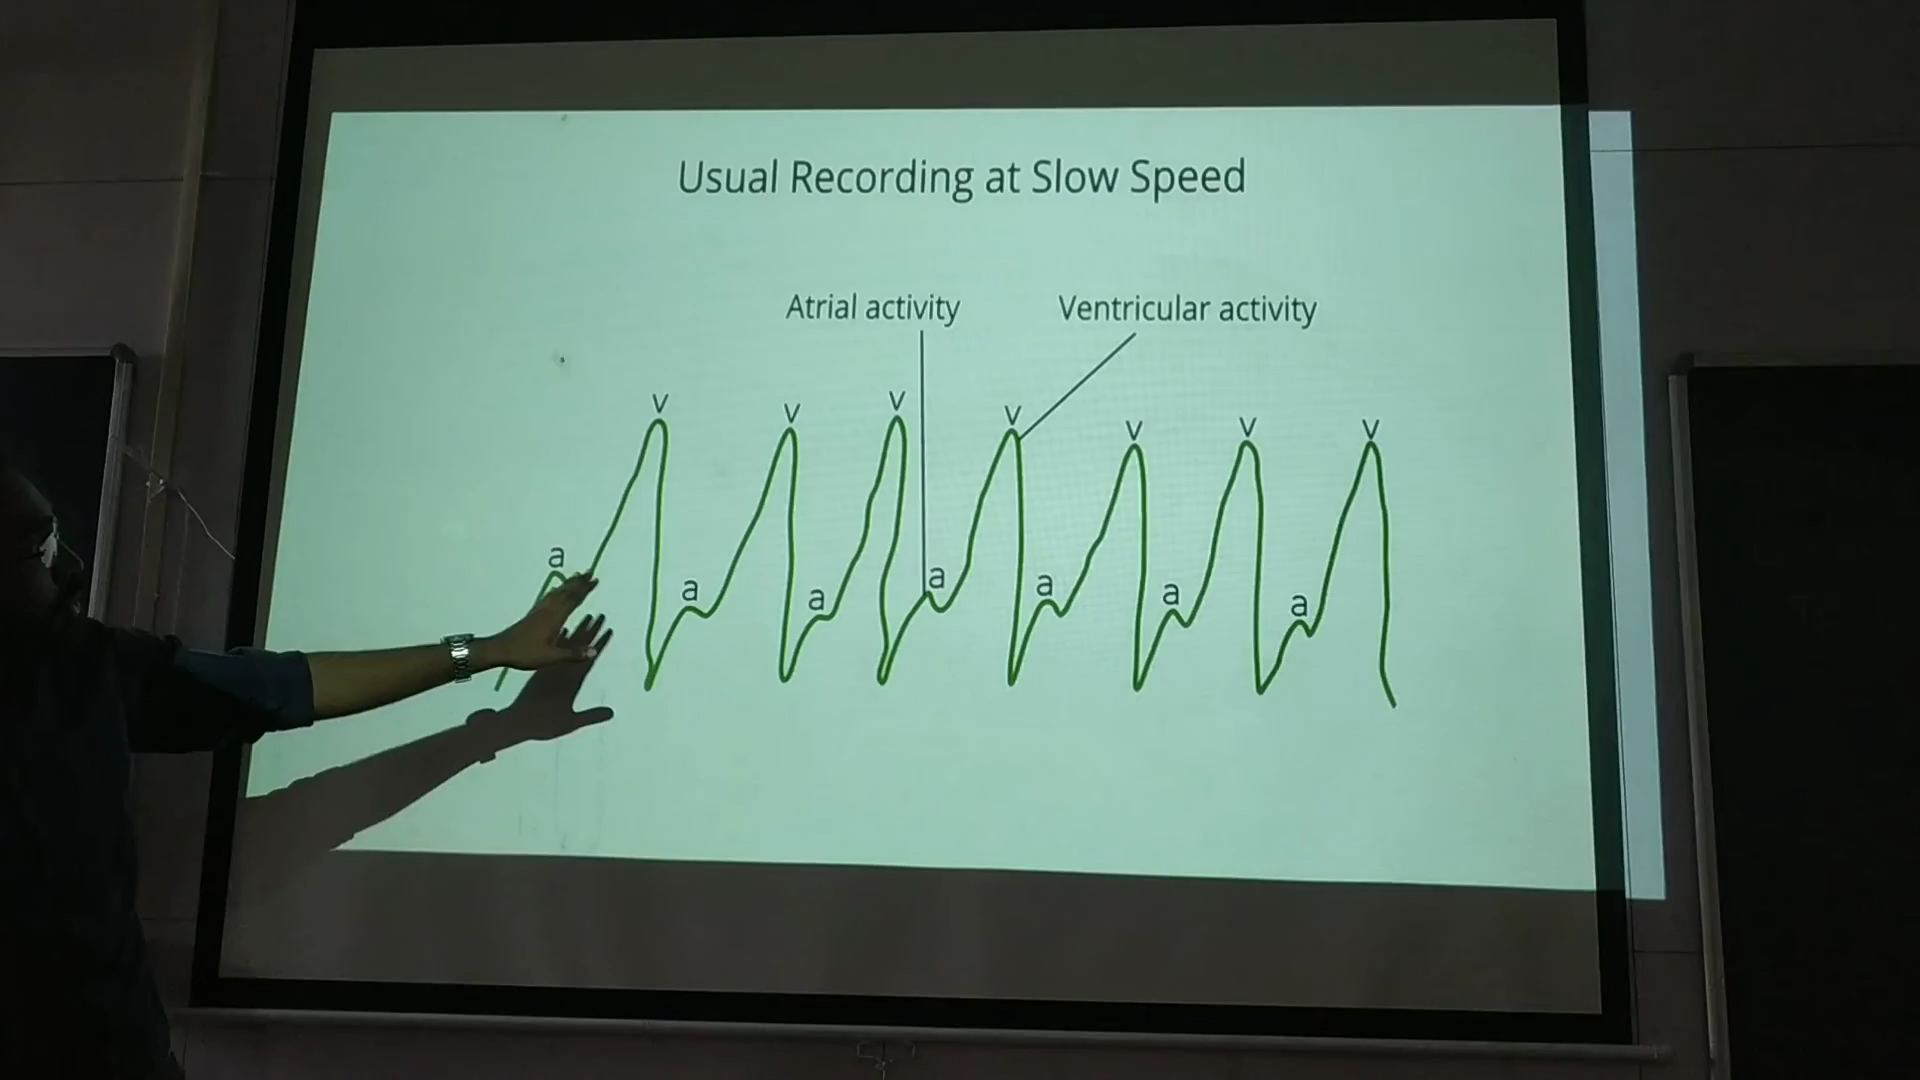 Usual Recording at Slow Speed
Atrial activity Ventricular activity
v v v v v v v
a a a a a a a